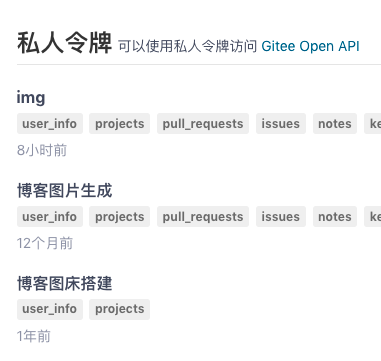 私人令牌 可以使用私人令牌访问 Gitee Open API
img
user_info projects pull_requests issues notes ke
8小时前
博客图片生成
user_info projects pull_requests issues notes ke
12个月前
博客图床搭建
user_info projects
1年前